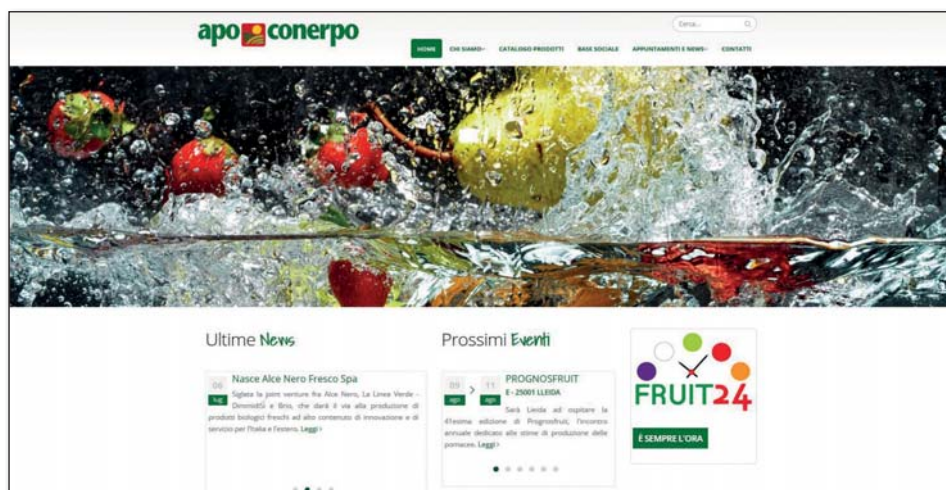 apo conerpo
Cerca...
HOME CHI SIAMO CATALOGO PRODOTTI BASE SOCIALE APPUNTAMENTI E NEWS CONTATTI
Ultime News
06
lug
Nasce Alce Nero Fresco Spa
Siglata la joint venture fra Alce Nero, La Linea Verde -
DimmidiSì e Brio, che darà il via alla produzione di
prodotti biologici freschi ad alto contenuto di innovazione e di
servizio per l'Italia e l'estero. Leggi >
Prossimi Eventi
09 > 11
ago ago
PROGNOSFRUIT
E - 25001 LLEIDA
Sarà Lleida ad ospitare la
41esima edizione di Prognosfruit, l'incontro
annuale dedicato alle stime di produzione delle
pomacee. Leggi >
FRUIT24
È SEMPRE L'ORA